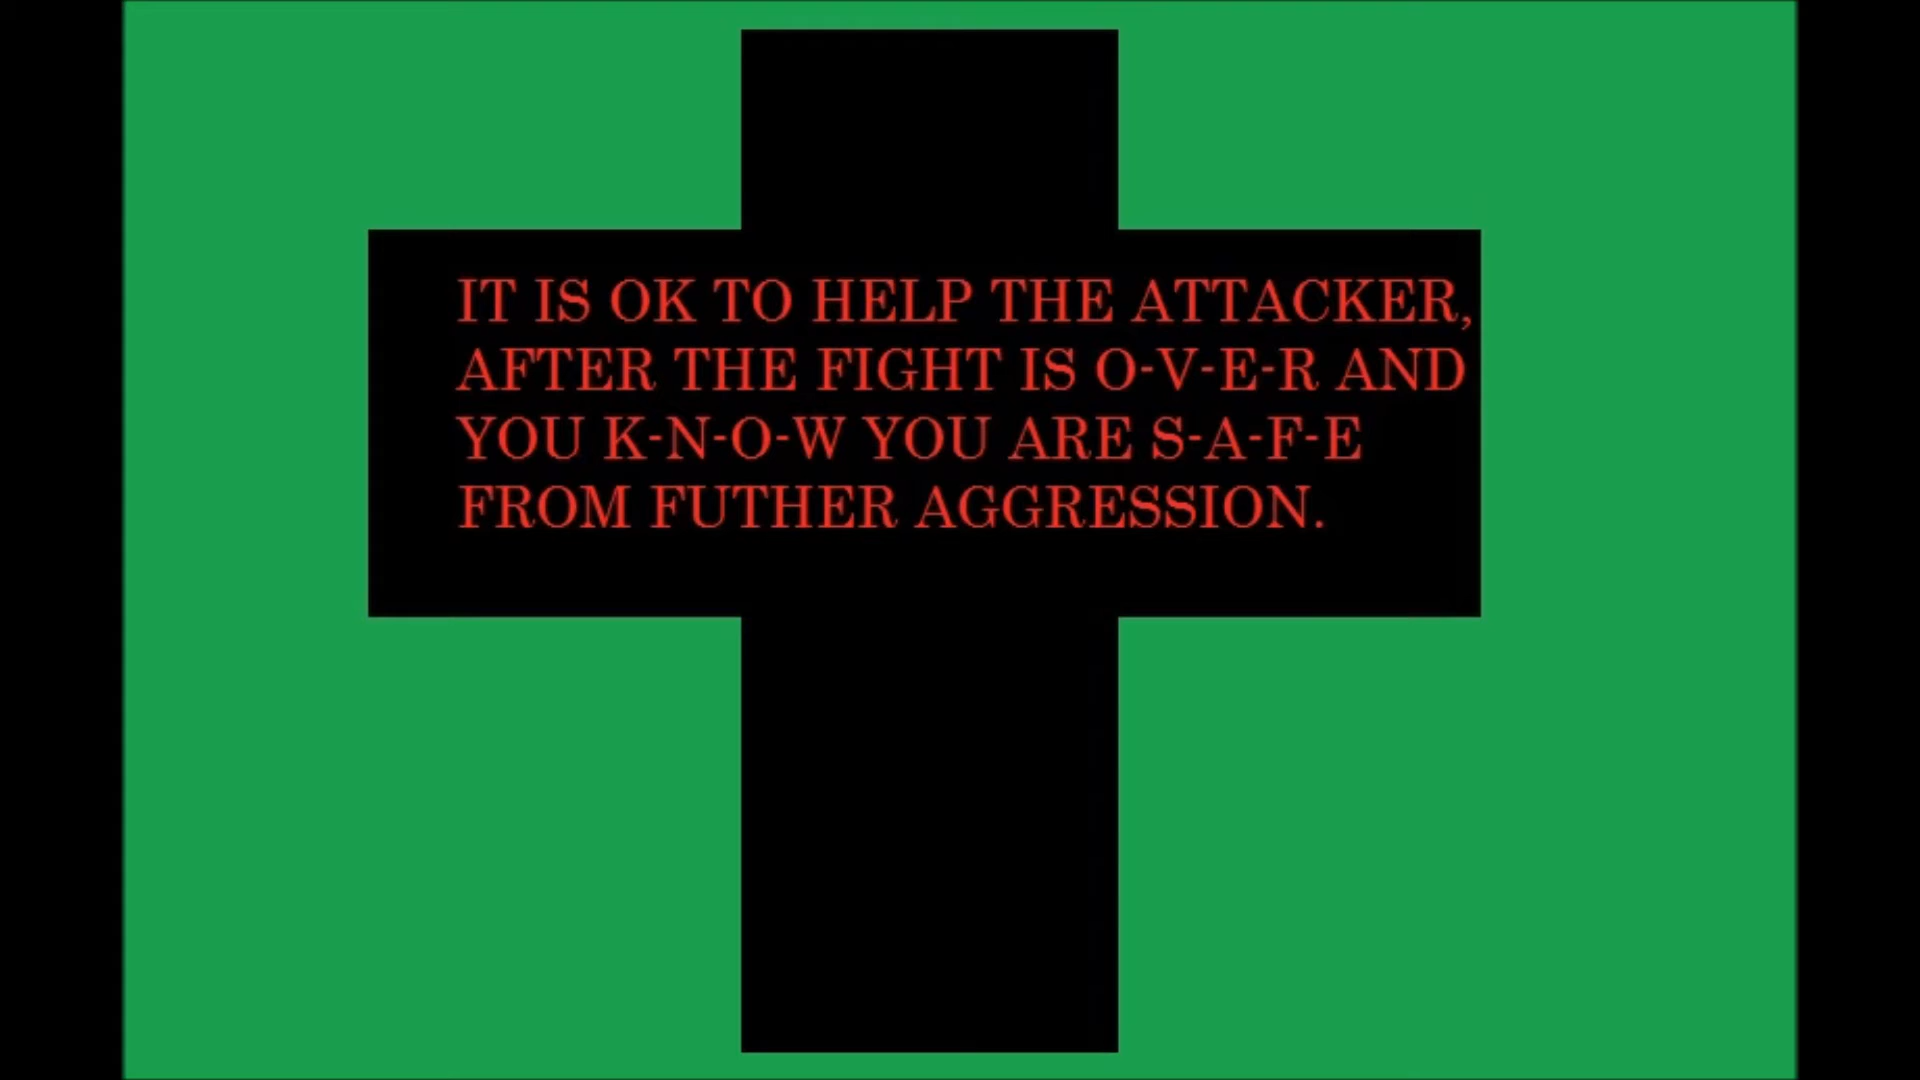 IT IS OK TO HELP THE ATTACKER,
AFTER THE FIGHT IS O-V-E-R AND
YOU K-N-O-W YOU ARE S-A-F-E
FROM FUTHER AGGRESSION.